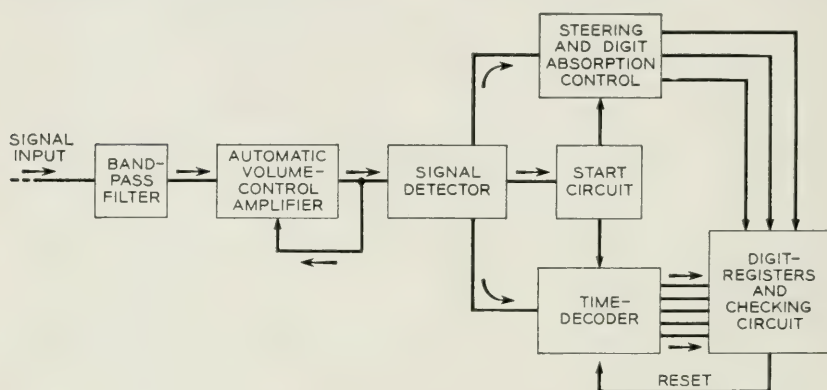 SIGNAL
INPUT
BAND-
PASS
FILTER
AUTOMATIC
VOLUME-
CONTROL
AMPLIFIER
SIGNAL
DETECTOR
START
CIRCUIT
STEERING
AND DIGIT
ABSORPTION
CONTROL
TIME-
DECODER
DIGIT-
REGISTERS
AND
CHECKING
CIRCUIT
RESET